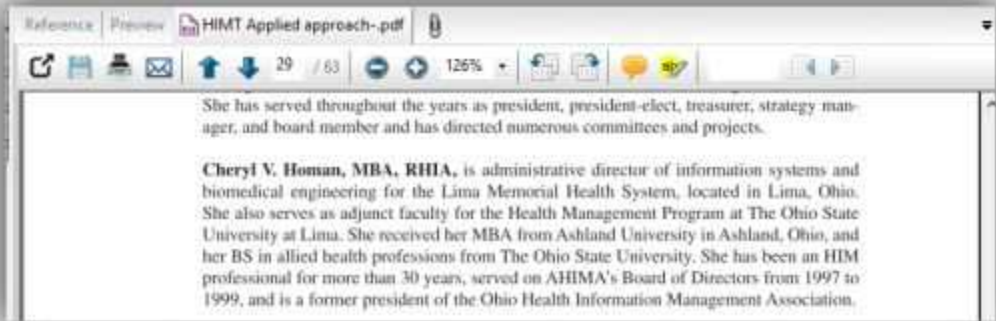 Reference Preview HIMT Applied approach-.pdf
29 / 63 126%
She has served throughout the years as president, president-elect, treasurer, strategy man-
ager, and board member and has directed numerous committees and projects.
Cheryl V. Homan, MBA, RHIA, is administrative director of information systems and
biomedical engineering for the Lima Memorial Health System, located in Lima, Ohio.
She also serves as adjunct faculty for the Health Management Program at The Ohio State
University at Lima. She received her MBA from Ashland University in Ashland, Ohio, and
her BS in allied health professions from The Ohio State University. She has been an HIM
professional for more than 30 years, served on AHIMA's Board of Directors from 1997 to
1999, and is a former president of the Ohio Health Information Management Association.